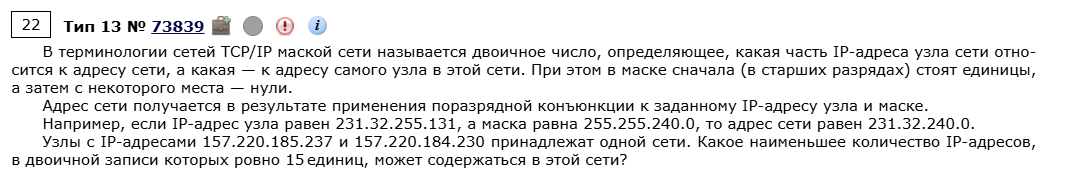 22 Тип 13 № 73839
В терминологии сетей TCP/IP маской сети называется двоичное число, определяющее, какая часть IP-адреса узла сети отно-
сится к адресу сети, а какая — к адресу самого узла в этой сети. При этом в маске сначала (в старших разрядах) стоят единицы,
а затем с некоторого места — нули.
Адрес сети получается в результате применения поразрядной конъюнкции к заданному IP-адресу узла и маске.
Например, если IP-адрес узла равен 231.32.255.131, а маска равна 255.255.240.0, то адрес сети равен 231.32.240.0.
Узлы с IP-адресами 157.220.185.237 и 157.220.184.230 принадлежат одной сети. Какое наименьшее количество IP-адресов,
в двоичной записи которых ровно 15 единиц, может содержаться в этой сети?